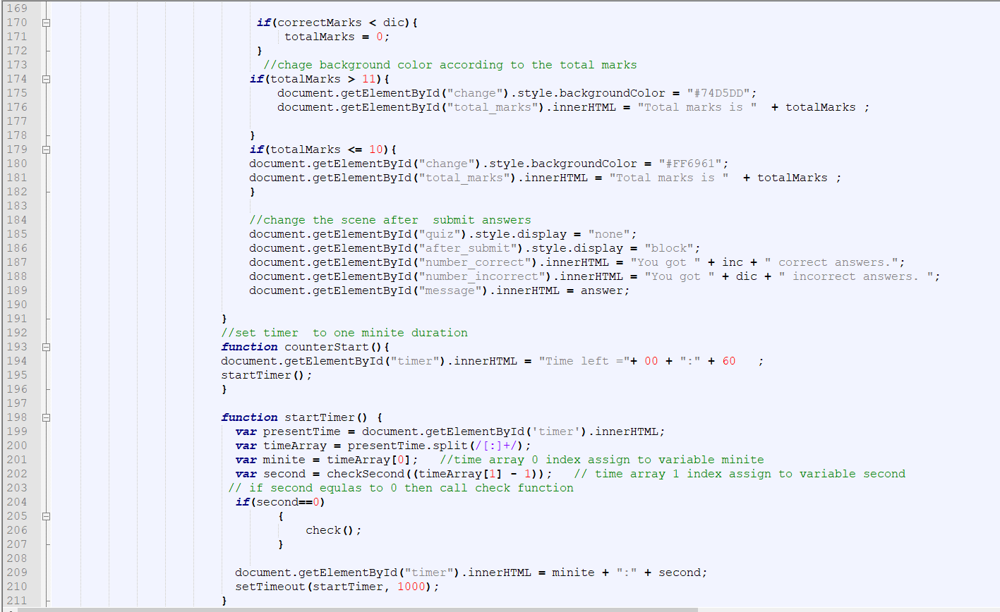 169
170 if(correctMarks < dic){
171 totalMarks = 0;
172 }
173 //chage background color according to the total marks
174 if(totalMarks > 11){
175 document.getElementById("change").style.backgroundColor = "#74D5DD";
176 document.getElementById("total_marks").innerHTML = "Total marks is "  + totalMarks ;
177
178 }
179 if(totalMarks <= 10){
180 document.getElementById("change").style.backgroundColor = "#FF6961";
181 document.getElementById("total_marks").innerHTML = "Total marks is "  + totalMarks ;
182 }
183
184 //change the scene after  submit answers
185 document.getElementById("quiz").style.display = "none";
186 document.getElementById("after_submit").style.display = "block";
187 document.getElementById("number_correct").innerHTML = "You got " + inc + " correct answers.";
188 document.getElementById("number_incorrect").innerHTML = "You got " + dic + " incorrect answers. ";
189 document.getElementById("message").innerHTML = answer;
190
191 }
192 //set timer  to one minite duration
193 function counterStart(){
194 document.getElementById("timer").innerHTML = "Time left ="+ 00 + ":" + 60   ;
195 startTimer();
196 }
197
198 function startTimer() {
199 var presentTime = document.getElementById('timer').innerHTML;
200 var timeArray = presentTime.split(/[:]+/);
201 var minite = timeArray[0];   //time array 0 index assign to variable minite
202 var second = checkSecond((timeArray[1] - 1));   // time array 1 index assign to variable second
203 // if second equlas to 0 then call check function
204 if(second==0)
205 {
206 check();
207 }
208
209 document.getElementById("timer").innerHTML = minite + ":" + second;
210 setTimeout(startTimer, 1000);
211 }